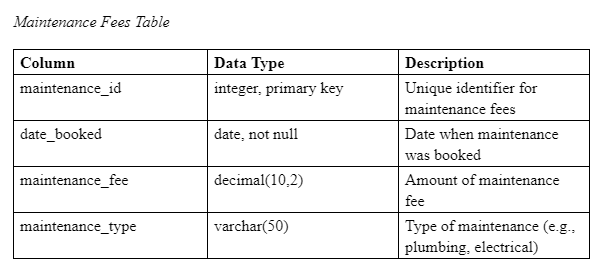 Maintenance Fees Table
Column Data Type Description
maintenance_id integer, primary key Unique identifier for
maintenance fees
date_booked date, not null Date when maintenance
was booked
maintenance_fee decimal(10,2) Amount of maintenance
fee
maintenance_type varchar(50) Type of maintenance (e.g.,
plumbing, electrical)